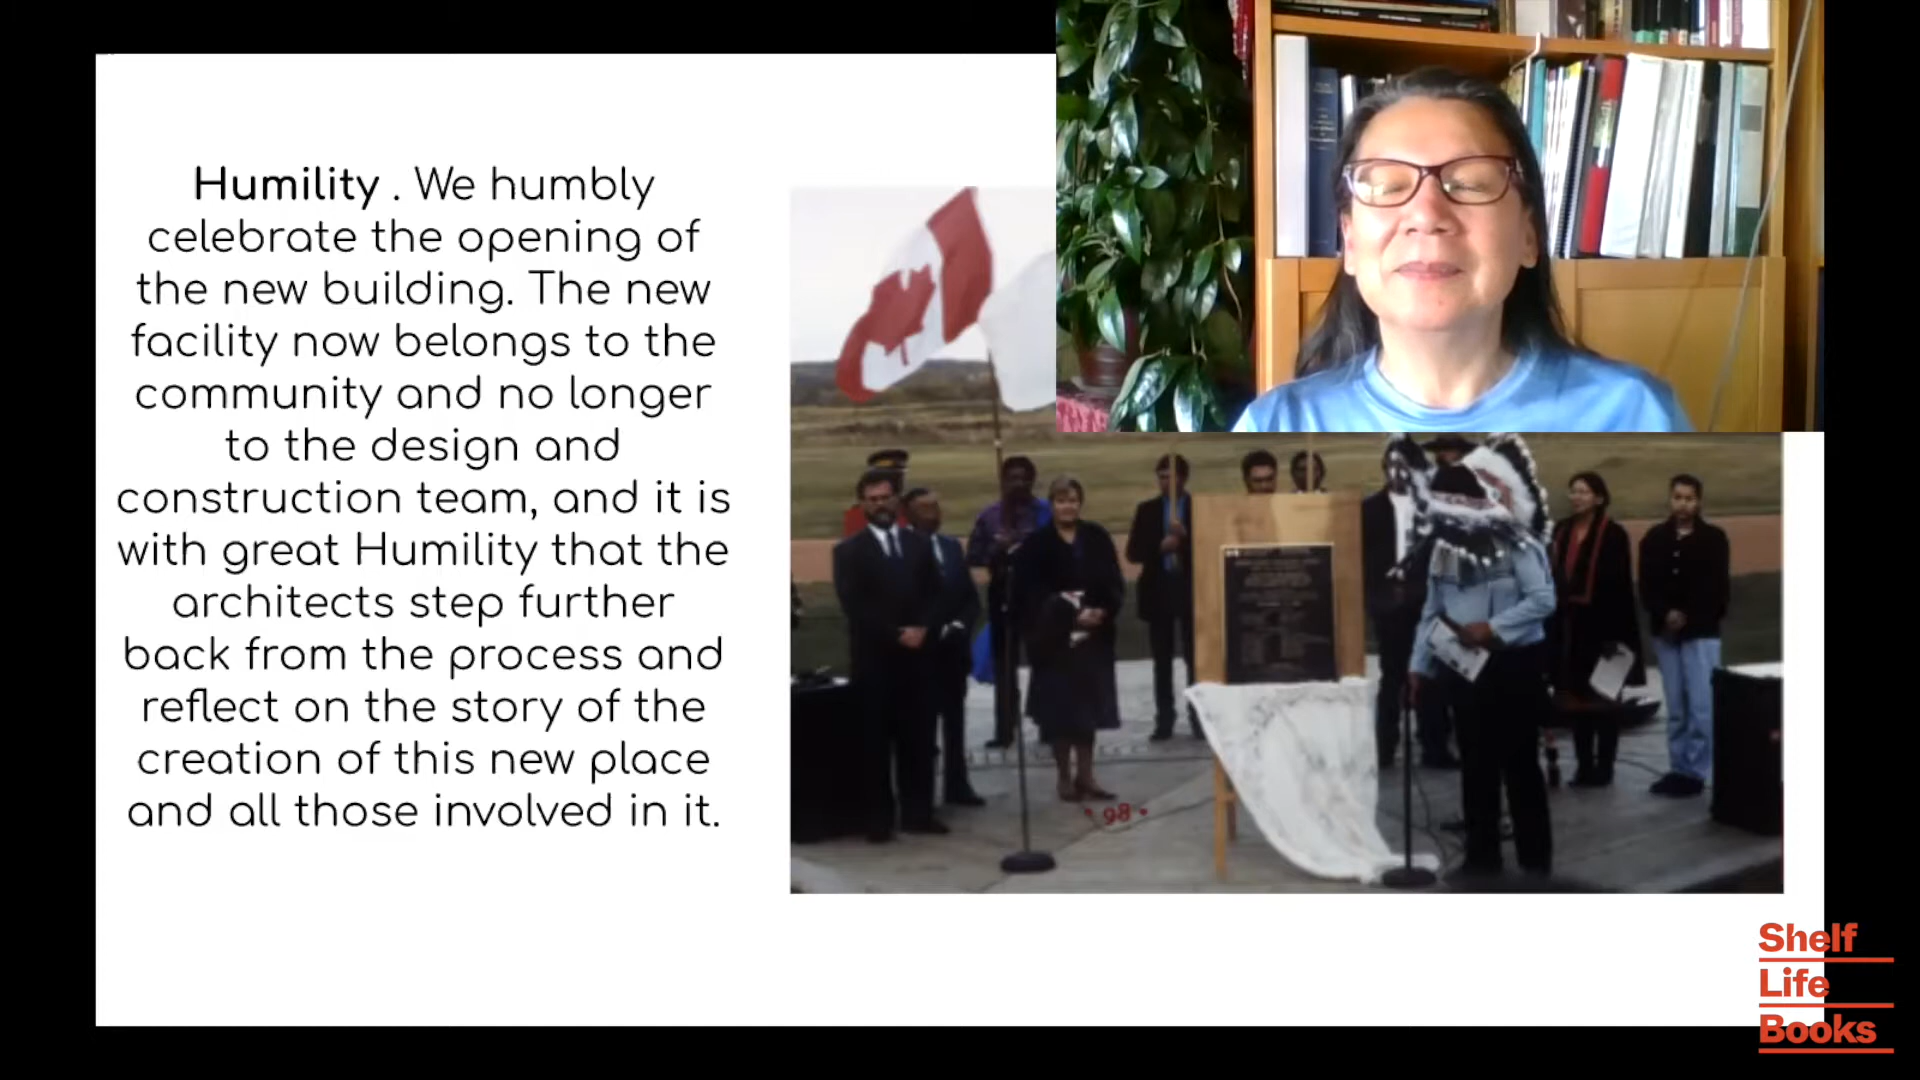 Humility . We humbly
celebrate the opening of
the new building. The new
facility now belongs to the
community and no longer
to the design and
construction team, and it is
with great Humility that the
architects step further
back from the process and
reflect on the story of the
creation of this new place
and all those involved in it.
• 98 •
Shelf
Life
Books